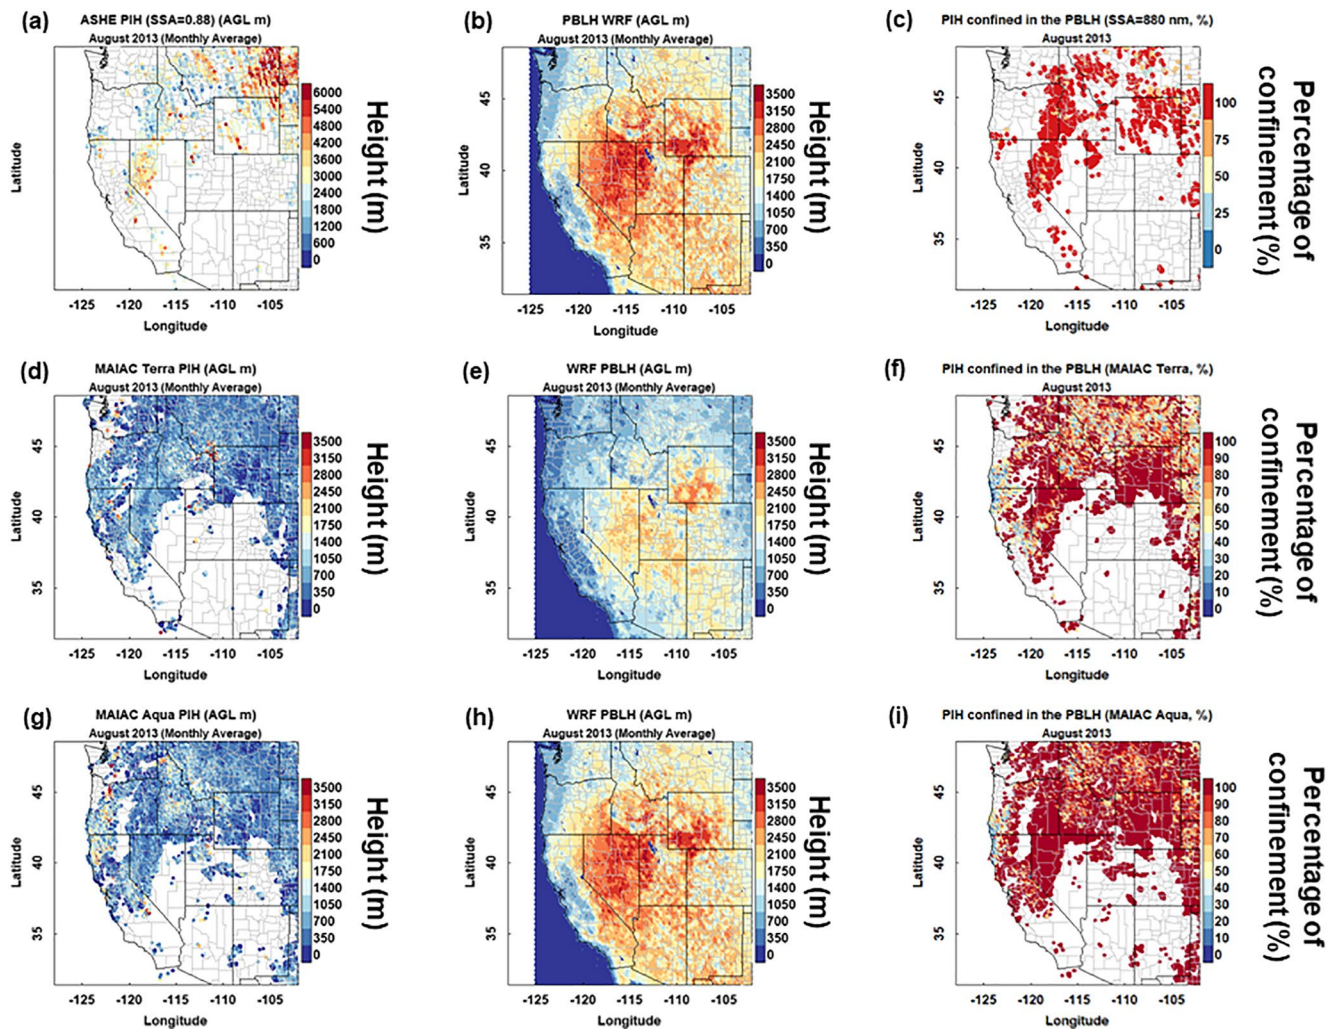 (a)
ASHE PIH (SSA=0.88) (AGL m)
August 2013 (Monthly Average)
Latitude
45
40
35
-125
-120
-115
-110
-105
Longitude
6000
5400
4800
4200
3600
3000
2400
1800
1200
600
0
Height (m)
(b)
PBLH WRF (AGL m)
August 2013 (Monthly Average)
Latitude
45
40
35
-125
-120
-115
-110
-105
Longitude
3500
3150
2800
2450
2100
1750
1400
1050
700
350
0
Height (m)
(c)
PIH confined in the PBLH (SSA=880 nm, %)
August 2013
Latitude
45
40
35
-125
-120
-115
-110
-105
Longitude
100
75
50
25
0
Percentage of
confinement (%)
(d)
MAIAC Terra PIH (AGL m)
August 2013 (Monthly Average)
Latitude
45
40
35
-125
-120
-115
-110
-105
Longitude
3500
3150
2800
2450
2100
1750
1400
1050
700
350
0
Height (m)
(e)
WRF PBLH (AGL m)
August 2013 (Monthly Average)
Latitude
45
40
35
-125
-120
-115
-110
-105
Longitude
3500
3150
2800
2450
2100
1750
1400
1050
700
350
0
Height (m)
(f)
PIH confined in the PBLH (MAIAC Terra, %)
August 2013
Latitude
45
40
35
-125
-120
-115
-110
-105
Longitude
100
90
80
70
60
50
40
30
20
10
0
Percentage of
confinement (%)
(g)
MAIAC Aqua PIH (AGL m)
August 2013 (Monthly Average)
Latitude
45
40
35
-125
-120
-115
-110
-105
Longitude
3500
3150
2800
2450
2100
1750
1400
1050
700
350
0
Height (m)
(h)
WRF PBLH (AGL m)
August 2013 (Monthly Average)
Latitude
45
40
35
-125
-120
-115
-110
-105
Longitude
3500
3150
2800
2450
2100
1750
1400
1050
700
350
0
Height (m)
(i)
PIH confined in the PBLH (MAIAC Aqua, %)
August 2013
Latitude
45
40
35
-125
-120
-115
-110
-105
Longitude
100
90
80
70
60
50
40
30
20
10
0
Percentage of
confinement (%)